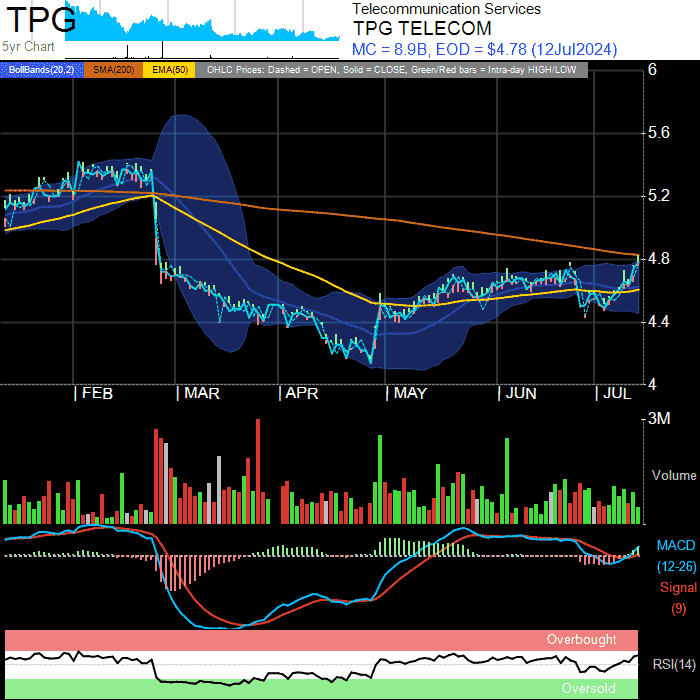 TPG
5yr Chart
Telecommunication Services
TPG TELECOM
MC = 8.9B, EOD = $4.78 (12Jul2024)
BollBands(20,2) SMA(200) EMA(50) OHLC Prices: Dashed = OPEN, Solid = CLOSE, Green/Red bars = Intra-day HIGH/LOW
6
5.6
5.2
4.8
4.4
4
| FEB | MAR | APR | MAY | JUN | JUL
3M
Volume
MACD
(12-26)
Signal
(9)
Overbought
RSI(14)
Oversold